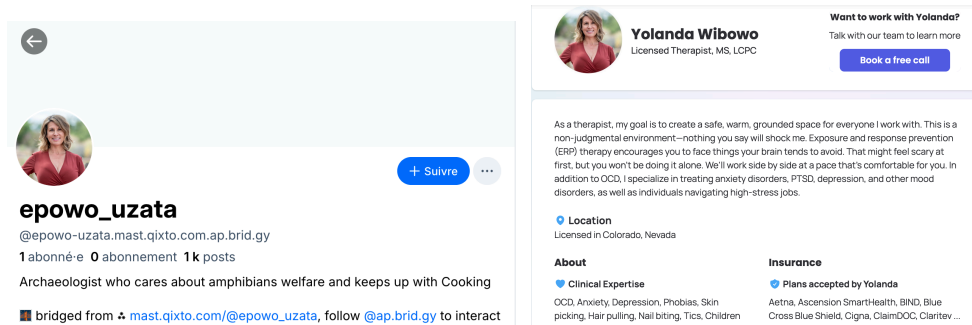 epowo_uzata
@epowo-uzata.mast.qixto.com.ap.brid.gy
+ Suivre
1 abonné·e 0 abonnement 1 k posts
Archaeologist who cares about amphibians welfare and keeps up with Cooking
bridged from mast.qixto.com/@epowo_uzata, follow @ap.brid.gy to interact
Yolanda Wibowo
Licensed Therapist, MS, LCPC
Want to work with Yolanda?
Talk with our team to learn more
Book a free call
As a therapist, my goal is to create a safe, warm, grounded space for everyone I work with. This is a
non-judgmental environment—nothing you say will shock me. Exposure and response prevention
(ERP) therapy encourages you to face things your brain tends to avoid. That might feel scary at
first, but you won't be doing it alone. We'll work side by side at a pace that's comfortable for you. In
addition to OCD, I specialize in treating anxiety disorders, PTSD, depression, and other mood
disorders, as well as individuals navigating high-stress jobs.
Location
Licensed in Colorado, Nevada
About
Clinical Expertise
OCD, Anxiety, Depression, Phobias, Skin
picking, Hair pulling, Nail biting, Tics, Children
Insurance
Plans accepted by Yolanda
Aetna, Ascension SmartHealth, BIND, Blue
Cross Blue Shield, Cigna, ClaimDOC, Claritev ...